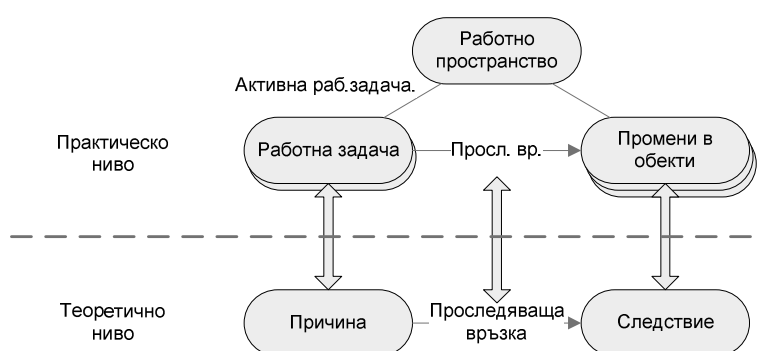 Работно
пространство
Активна раб.задача.
Практическо
ниво
Работна задача
Просл. вр.
Промени в
обекти
Теоретично
ниво
Причина
Проследяваща
връзка
Следствие